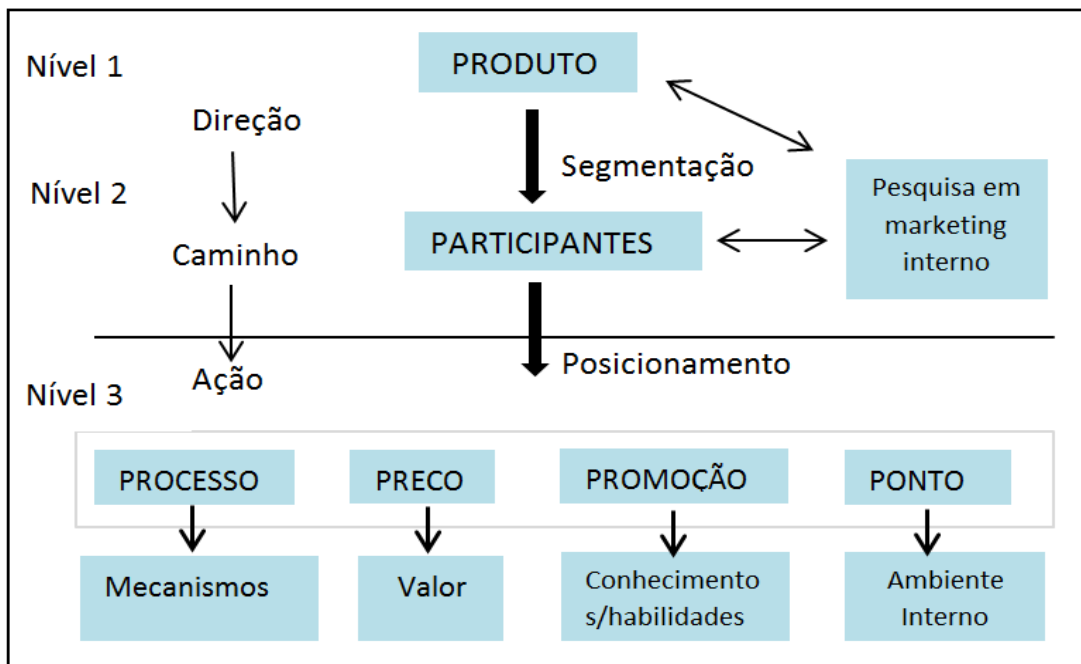 Nível 1
PRODUTO
Direção
Segmentação
Nível 2
Pesquisa em
marketing
interno
PARTICIPANTES
Caminho
Posicionamento
Ação
Nível 3
PROCESSO
PRECO
PROMOÇÃO
PONTO
Mecanismos
Valor
Conhecimento
s/habilidades
Ambiente
Interno